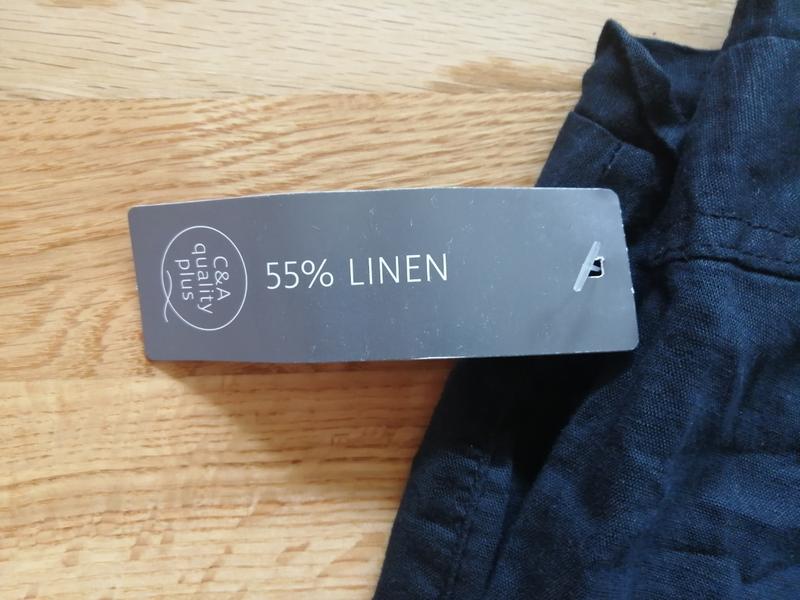 C&A
quality
plus
55% LINEN